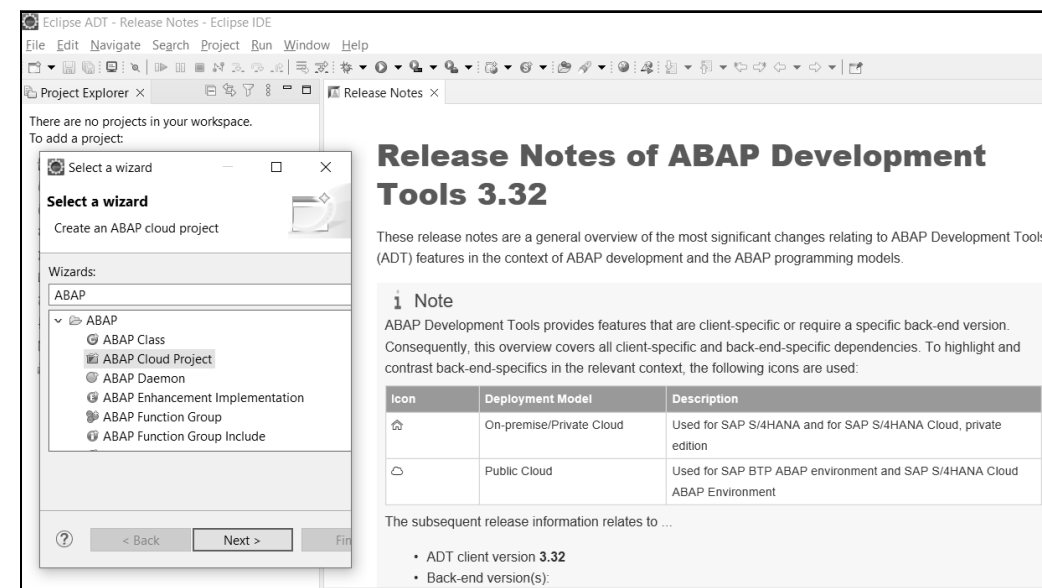 Eclipse ADT - Release Notes - Eclipse IDE
File Edit Navigate Search Project Run Window Help
Project Explorer
Release Notes
There are no projects in your workspace.
To add a project:
Select a wizard
Select a wizard
Create an ABAP cloud project
Wizards:
ABAP
ABAP
ABAP Class
ABAP Cloud Project
ABAP Daemon
ABAP Enhancement Implementation
ABAP Function Group
ABAP Function Group Include
< Back Next > Fin
Release Notes of ABAP Development
Tools 3.32
These release notes are a general overview of the most significant changes relating to ABAP Development Tools
(ADT) features in the context of ABAP development and the ABAP programming models.
i Note
ABAP Development Tools provides features that are client-specific or require a specific back-end version.
Consequently, this overview covers all client-specific and back-end-specific dependencies. To highlight and
contrast back-end-specifics in the relevant context, the following icons are used:
Icon Deployment Model Description
On-premise/Private Cloud Used for SAP S/4HANA and for SAP S/4HANA Cloud, private
edition
Public Cloud Used for SAP BTP ABAP environment and SAP S/4HANA Cloud
ABAP Environment
The subsequent release information relates to ...
• ADT client version 3.32
• Back-end version(s):